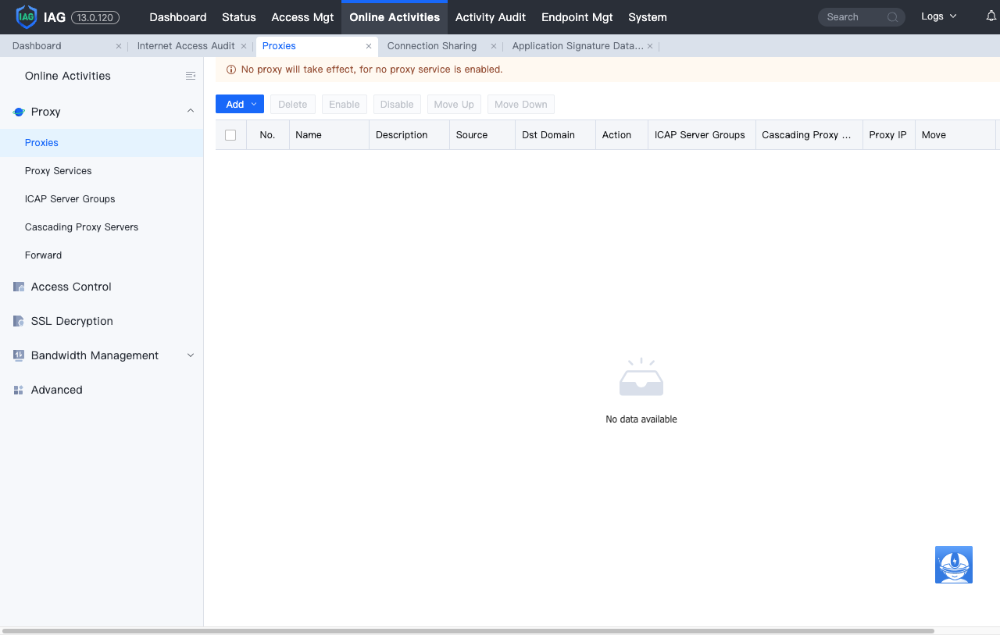 IAG 13.0.120 Dashboard Status Access Mgt Online Activities Activity Audit Endpoint Mgt System Search Logs
Dashboard Internet Access Audit Proxies Connection Sharing Application Signature Data...
Online Activities
Proxy
Proxies
Proxy Services
ICAP Server Groups
Cascading Proxy Servers
Forward
Access Control
SSL Decryption
Bandwidth Management
Advanced
No proxy will take effect, for no proxy service is enabled.
Add Delete Enable Disable Move Up Move Down
No. Name Description Source Dst Domain Action ICAP Server Groups Cascading Proxy ... Proxy IP Move
No data available